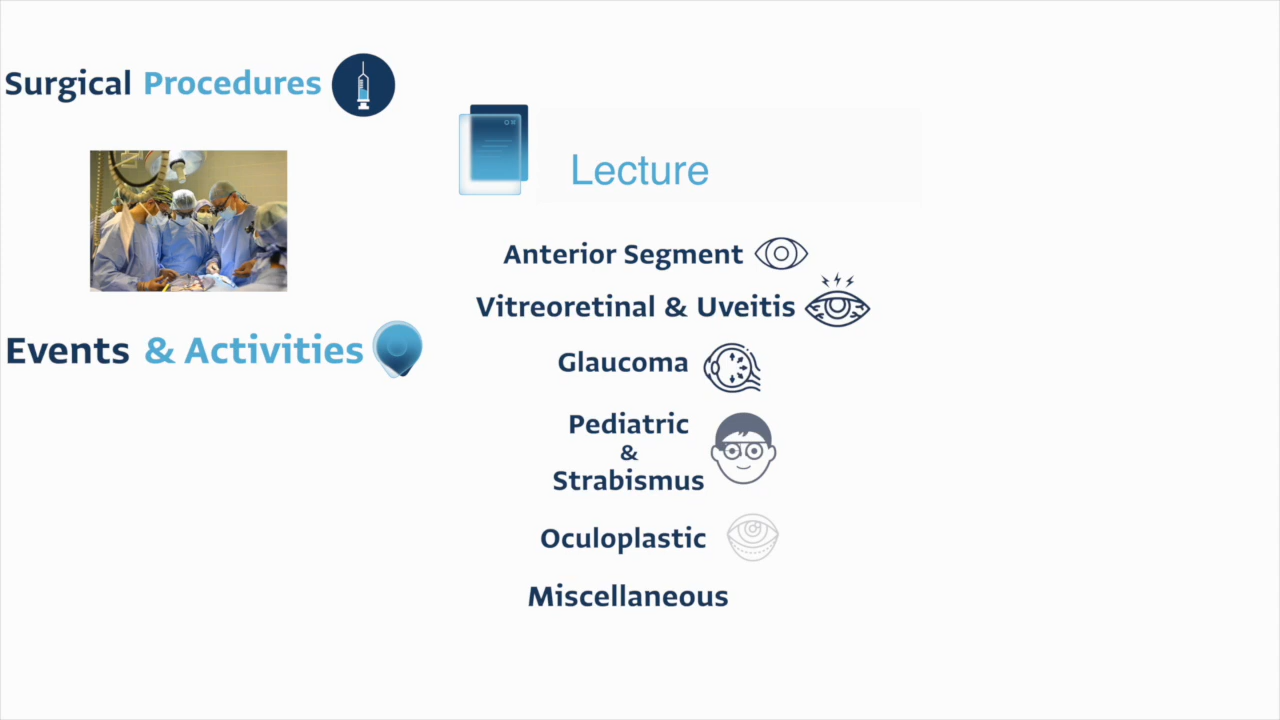 Surgical Procedures
Events & Activities
Lecture
Anterior Segment
Vitreoretinal & Uveitis
Glaucoma
Pediatric
&
Strabismus
Oculoplastic
Miscellaneous